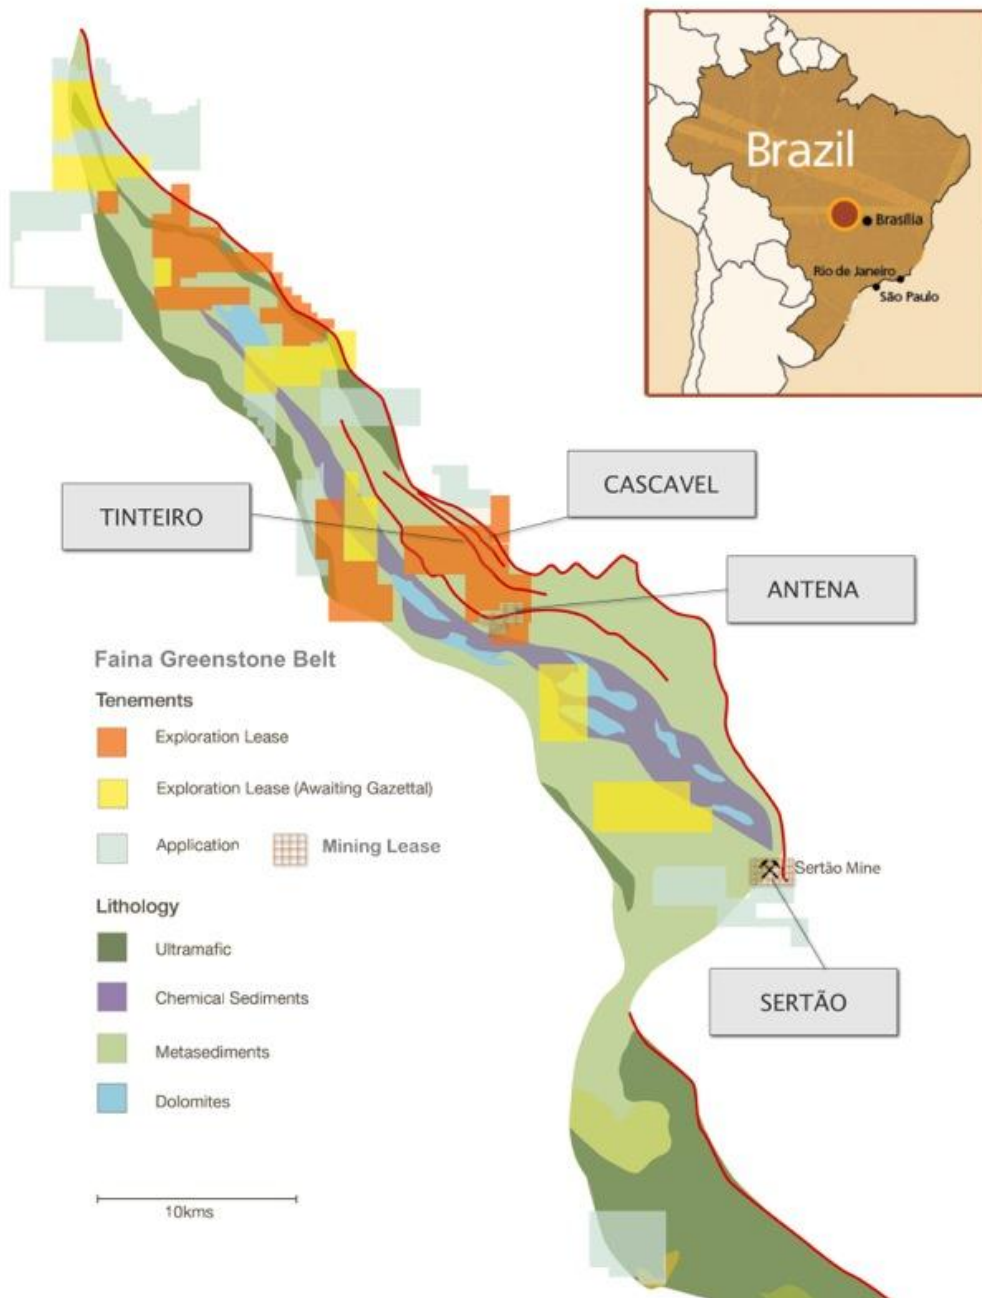 Brazil
Brasília
Rio de Janeiro
São Paulo
CASCAVEL
TINTEIRO
ANTENA
Faina Greenstone Belt
Tenements
Exploration Lease
Exploration Lease (Awaiting Gazettal)
Application
Mining Lease
Sertão Mine
Lithology
Ultramafic
Chemical Sediments
SERTÃO
Metasediments
Dolomites
10kms